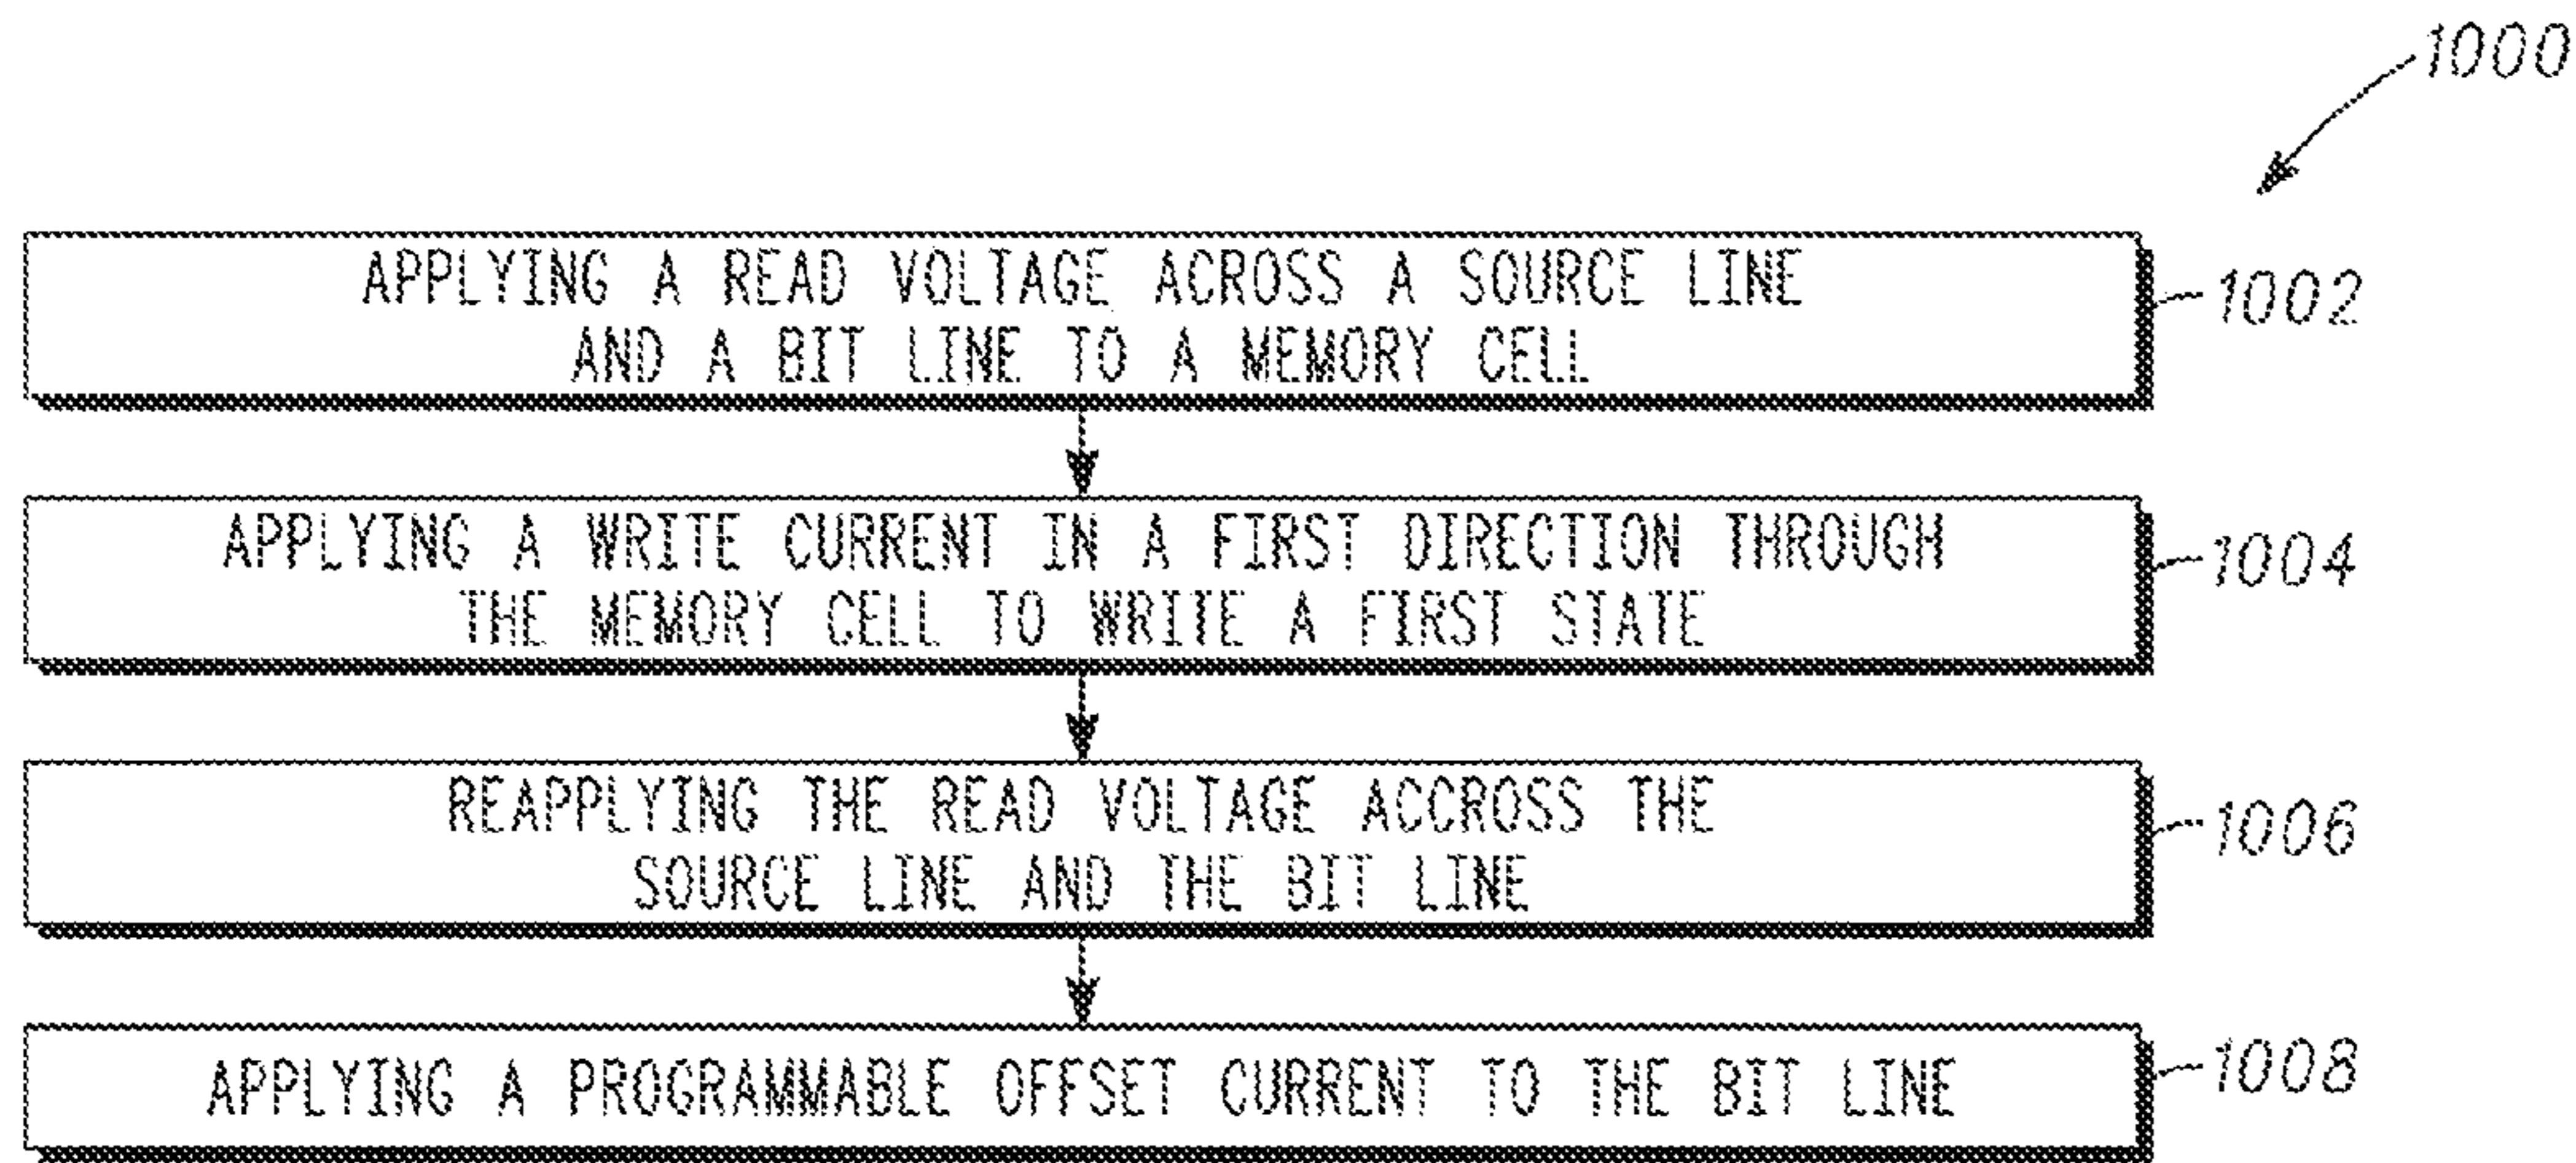 1000
APPLYING A READ VOLTAGE ACROSS A SOURCE LINE
AND A BIT LINE TO A MEMORY CELL
1002
APPLYING A WRITE CURRENT IN A FIRST DIRECTION THROUGH
THE MEMORY CELL TO WRITE A FIRST STATE
1004
REAPPLYING THE READ VOLTAGE ACCROSS THE
SOURCE LINE AND THE BIT LINE
1006
APPLYING A PROGRAMMABLE OFFSET CURRENT TO THE BIT LINE
1008